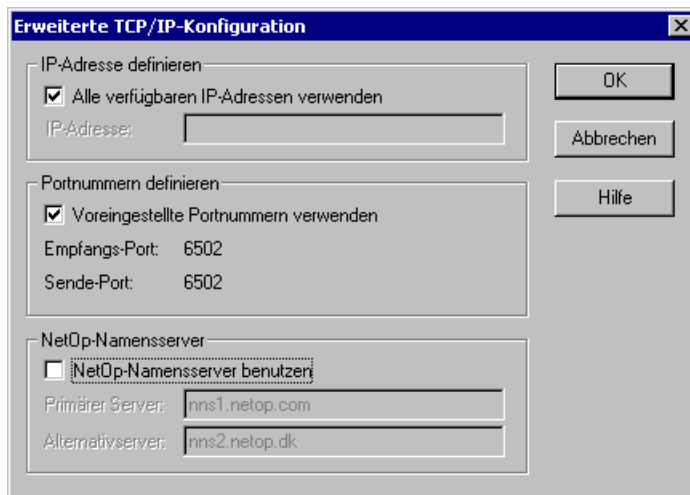 Erweiterte TCP/IP-Konfiguration
IP-Adresse definieren
Alle verfügbaren IP-Adressen verwenden
IP-Adresse:
OK
Abbrechen
Hilfe
Portnummern definieren
Voreingestellte Portnummern verwenden
Empfangs-Port: 6502
Sende-Port: 6502
NetOp-Namensserver
NetOp-Namensserver benutzen
Primärer Server: nns1.netop.com
Alternativserver: nns2.netop.dk